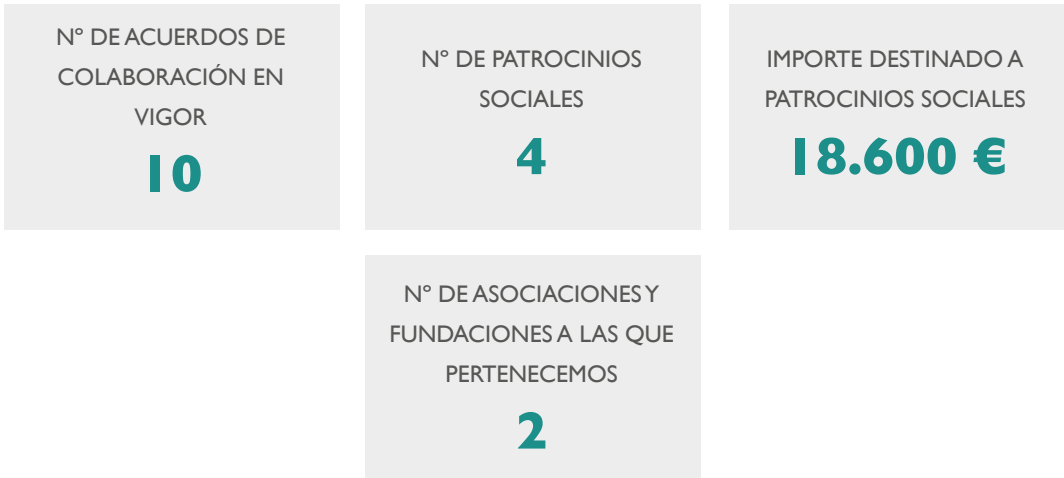 Nº DE ACUERDOS DE
COLABORACIÓN EN
VIGOR
10
Nº DE PATROCINIOS
SOCIALES
4
IMPORTE DESTINADO A
PATROCINIOS SOCIALES
18.600 €
Nº DE ASOCIACIONES Y
FUNDACIONES A LAS QUE
PERTENECEMOS
2